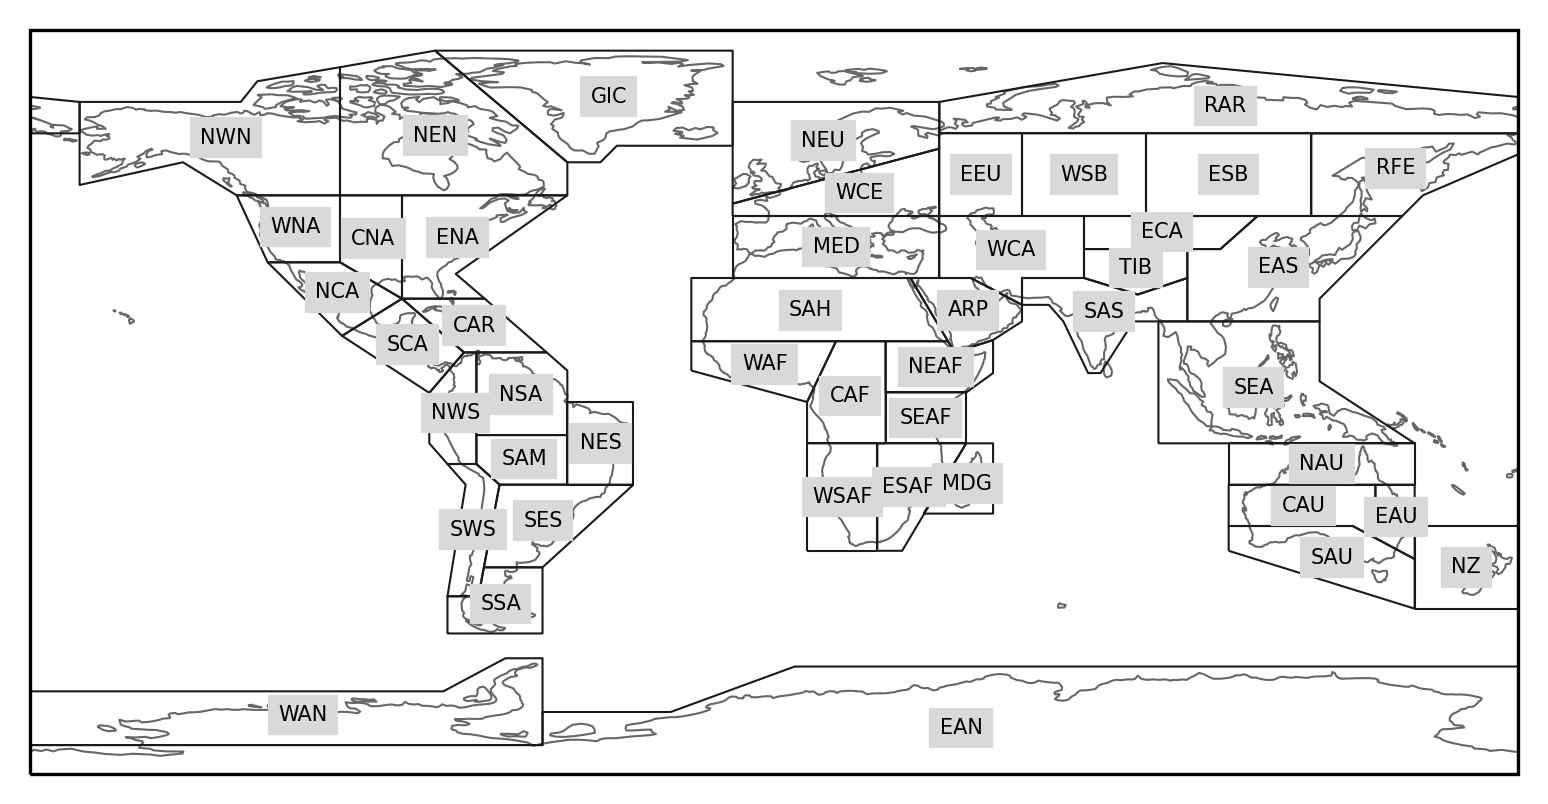 GIC
RAR
NWN
NEN
NEU
RFE
EEU
WSB
ESB
WCE
WNA
CNA
ENA
MED
WCA
ECA
TIB
EAS
NCA
SAH
ARP
SAS
CAR
SCA
WAF
NEAF
NSA
CAF
SEA
NWS
SEAF
NES
SAM
NAU
WSAF
ESAF
MDG
CAU
EAU
SWS
SES
SAU
NZ
SSA
WAN
EAN